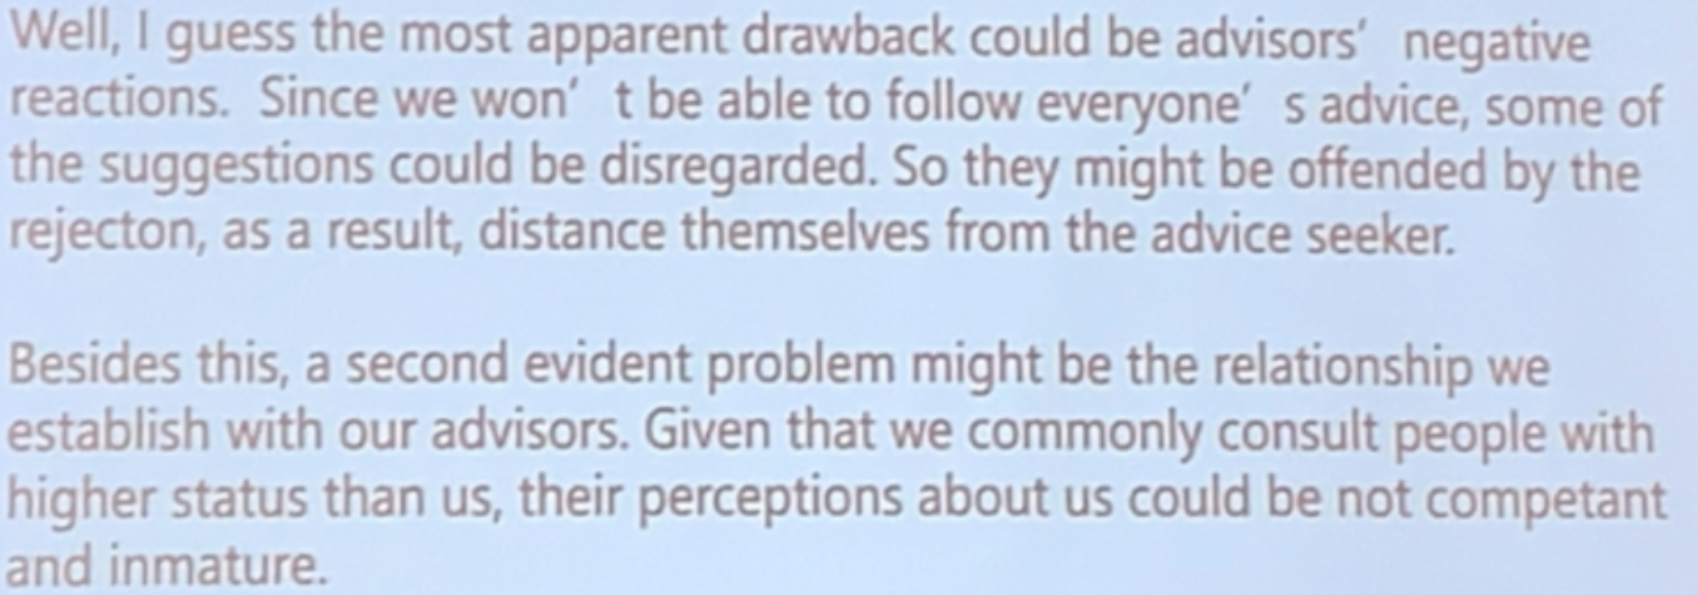 Well, I guess the most apparent drawback could be advisors’ negative
reactions. Since we won’ t be able to follow everyone’ s advice, some of
the suggestions could be disregarded. So they might be offended by the
rejecton, as a result, distance themselves from the advice seeker.
Besides this, a second evident problem might be the relationship we
establish with our advisors. Given that we commonly consult people with
higher status than us, their perceptions about us could be not competant
and inmature.